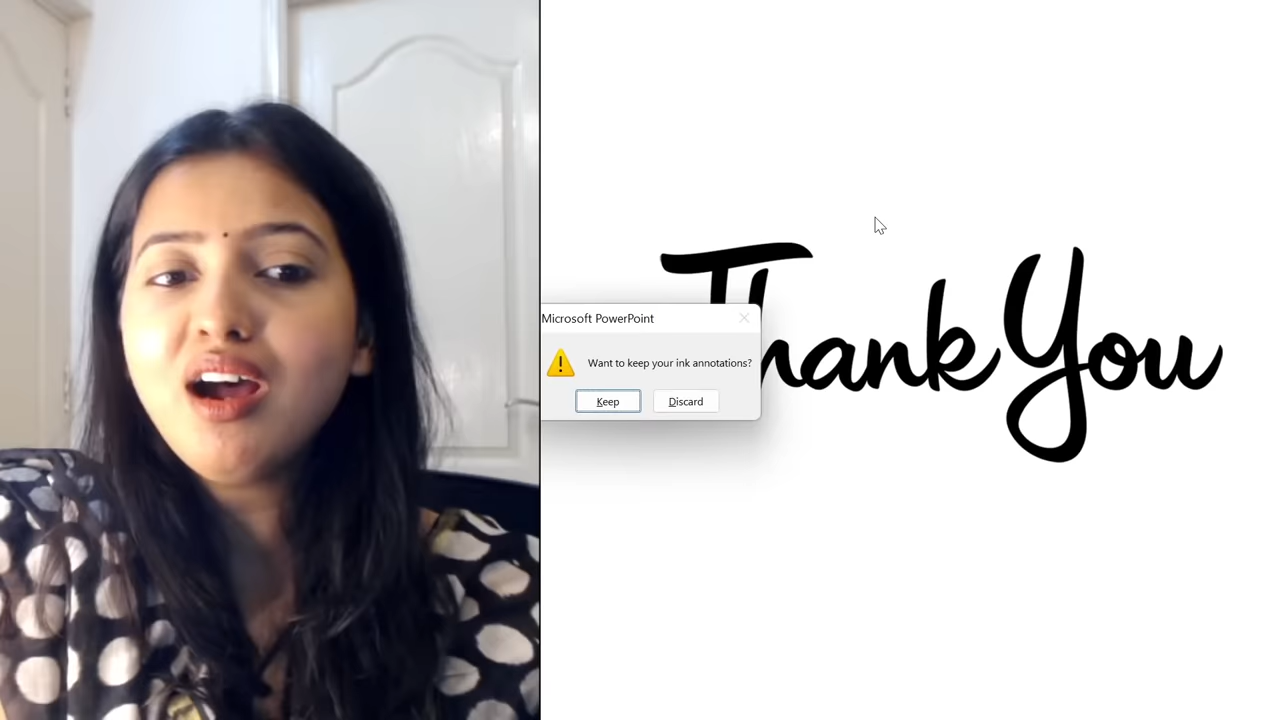 Thank You
Microsoft PowerPoint
Want to keep your ink annotations?
Keep
Discard